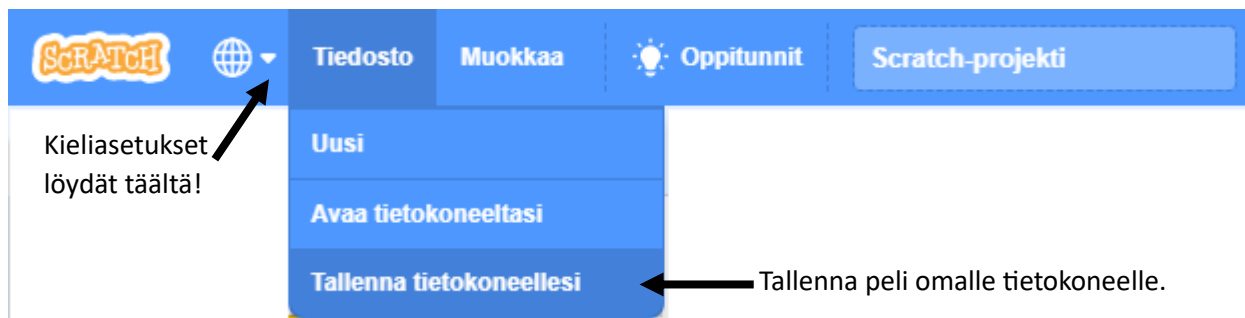 SCRATCH Tiedosto Muokkaa Oppitunnit Scratch-projekti
Kieliasetukset
löydät täältä!
Uusi
Avaa tietokoneeltasi
Tallenna tietokoneellesi
Tallenna peli omalle tietokoneelle.